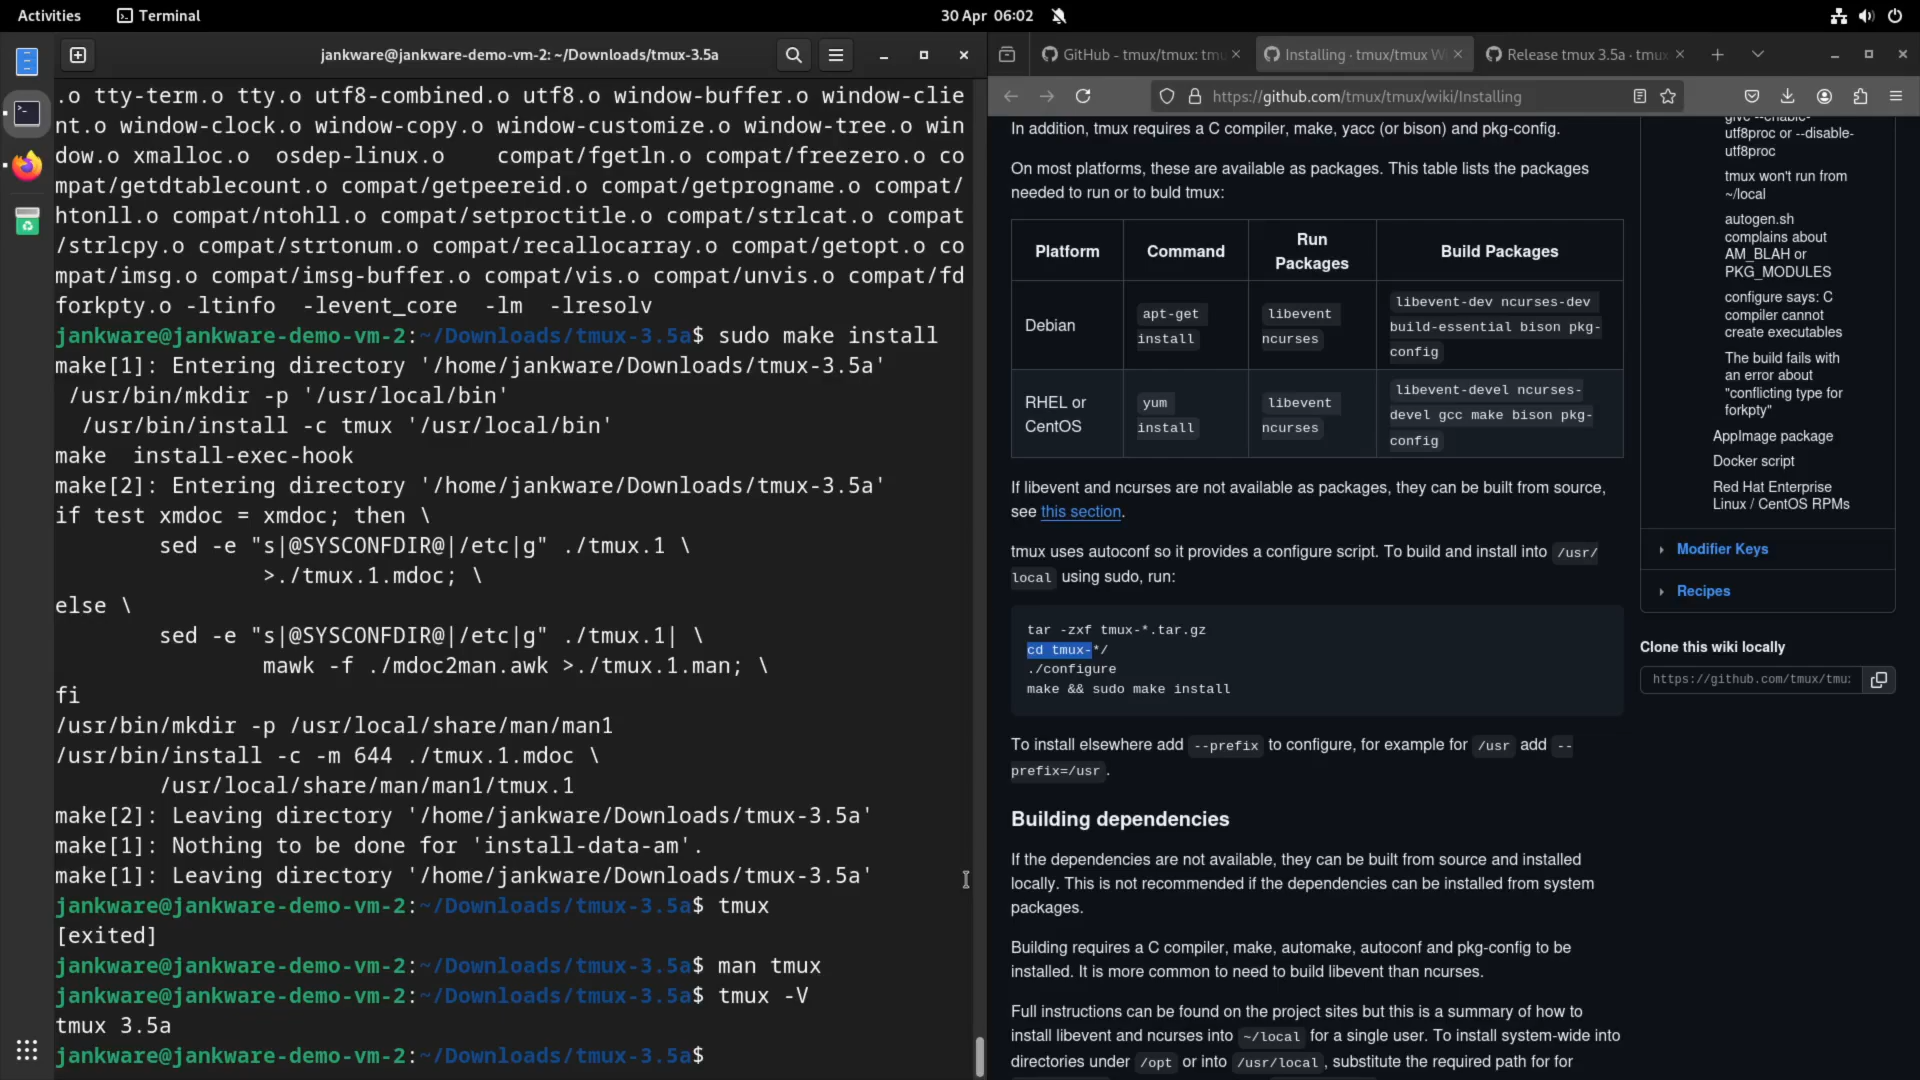 Activities
Terminal
30 Apr 06:02
jankware@jankware-demo-vm-2: ~/Downloads/tmux-3.5a
.o tty-term.o tty.o utf8-combined.o utf8.o window-buffer.o window-clie
nt.o window-clock.o window-copy.o window-customize.o window-tree.o win
dow.o xmalloc.o  osdep-linux.o    compat/fgetln.o compat/freezero.o co
mpat/getdtablecount.o compat/getpeereid.o compat/getprogname.o compat/
htonll.o compat/ntohll.o compat/setproctitle.o compat/strlcat.o compat
/strlcpy.o compat/strtonum.o compat/recallocarray.o compat/getopt.o co
mpat/imsg.o compat/imsg-buffer.o compat/vis.o compat/unvis.o compat/fd
forkpty.o -ltinfo  -levent_core  -lm  -lresolv
jankware@jankware-demo-vm-2:~/Downloads/tmux-3.5a$ sudo make install
make[1]: Entering directory '/home/jankware/Downloads/tmux-3.5a'
 /usr/bin/mkdir -p '/usr/local/bin'
  /usr/bin/install -c tmux '/usr/local/bin'
make  install-exec-hook
make[2]: Entering directory '/home/jankware/Downloads/tmux-3.5a'
if test xmdoc = xmdoc; then \
        sed -e "s|@SYSCONFDIR@|/etc|g" ./tmux.1 \
                >./tmux.1.mdoc; \
else \
        sed -e "s|@SYSCONFDIR@|/etc|g" ./tmux.1| \
                mawk -f ./mdoc2man.awk >./tmux.1.man; \
fi
/usr/bin/mkdir -p /usr/local/share/man/man1
/usr/bin/install -c -m 644 ./tmux.1.mdoc \
        /usr/local/share/man/man1/tmux.1
make[2]: Leaving directory '/home/jankware/Downloads/tmux-3.5a'
make[1]: Nothing to be done for 'install-data-am'.
make[1]: Leaving directory '/home/jankware/Downloads/tmux-3.5a'
jankware@jankware-demo-vm-2:~/Downloads/tmux-3.5a$ tmux
[exited]
jankware@jankware-demo-vm-2:~/Downloads/tmux-3.5a$ man tmux
jankware@jankware-demo-vm-2:~/Downloads/tmux-3.5a$ tmux -V
tmux 3.5a
jankware@jankware-demo-vm-2:~/Downloads/tmux-3.5a$
GitHub - tmux/tmux: tmu
Installing · tmux/tmux W
Release tmux 3.5a · tmux
https://github.com/tmux/tmux/wiki/Installing
In addition, tmux requires a C compiler, make, yacc (or bison) and pkg-config.
On most platforms, these are available as packages. This table lists the packages
needed to run or to buld tmux:
Platform Command Run Packages Build Packages
Debian apt-get install libevent ncurses libevent-dev ncurses-dev build-essential bison pkg-config
RHEL or CentOS yum install libevent ncurses libevent-devel ncurses-devel gcc make bison pkg-config
If libevent and ncurses are not available as packages, they can be built from source,
see this section.
tmux uses autoconf so it provides a configure script. To build and install into /usr/
local using sudo, run:
tar -zxf tmux-*.tar.gz
cd tmux-*/
./configure
make && sudo make install
To install elsewhere add --prefix to configure, for example for /usr add --
prefix=/usr .
Building dependencies
If the dependencies are not available, they can be built from source and installed
locally. This is not recommended if the dependencies can be installed from system
packages.
Building requires a C compiler, make, automake, autoconf and pkg-config to be
installed. It is more common to need to build libevent than ncurses.
Full instructions can be found on the project sites but this is a summary of how to
install libevent and ncurses into ~/local for a single user. To install system-wide into
directories under /opt or into /usr/local , substitute the required path for for
give --enable-
utf8proc or --disable-
utf8proc
tmux won't run from
~/local
autogen.sh
complains about
AM_BLAH or
PKG_MODULES
configure says: C
compiler cannot
create executables
The build fails with
an error about
"conflicting type for
forkpty"
AppImage package
Docker script
Red Hat Enterprise
Linux / CentOS RPMs
Modifier Keys
Recipes
Clone this wiki locally
https://github.com/tmux/tmu